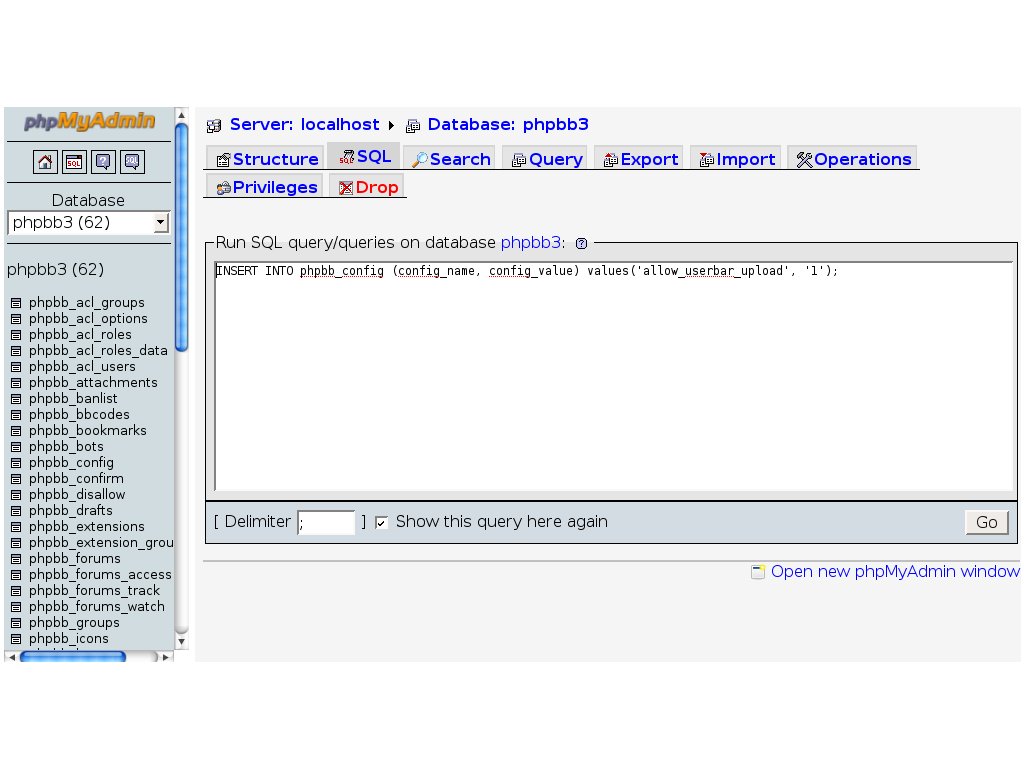 phpMyAdmin
SQL
SQL
Database
phpbb3 (62)
phpbb3 (62)
phpbb_acl_groups
phpbb_acl_options
phpbb_acl_roles
phpbb_acl_roles_data
phpbb_acl_users
phpbb_attachments
phpbb_banlist
phpbb_bbcodes
phpbb_bookmarks
phpbb_bots
phpbb_config
phpbb_confirm
phpbb_disallow
phpbb_drafts
phpbb_extensions
phpbb_extension_grou
phpbb_forums
phpbb_forums_access
phpbb_forums_track
phpbb_forums_watch
phpbb_groups
phpbb_icons
Server: localhost Database: phpbb3
Structure SQL Search Query Export Import Operations
Privileges Drop
Run SQL query/queries on database phpbb3:
INSERT INTO phpbb_config (config_name, config_value) values('allow_userbar_upload', '1');
[ Delimiter ; ] Show this query here again Go
Open new phpMyAdmin window